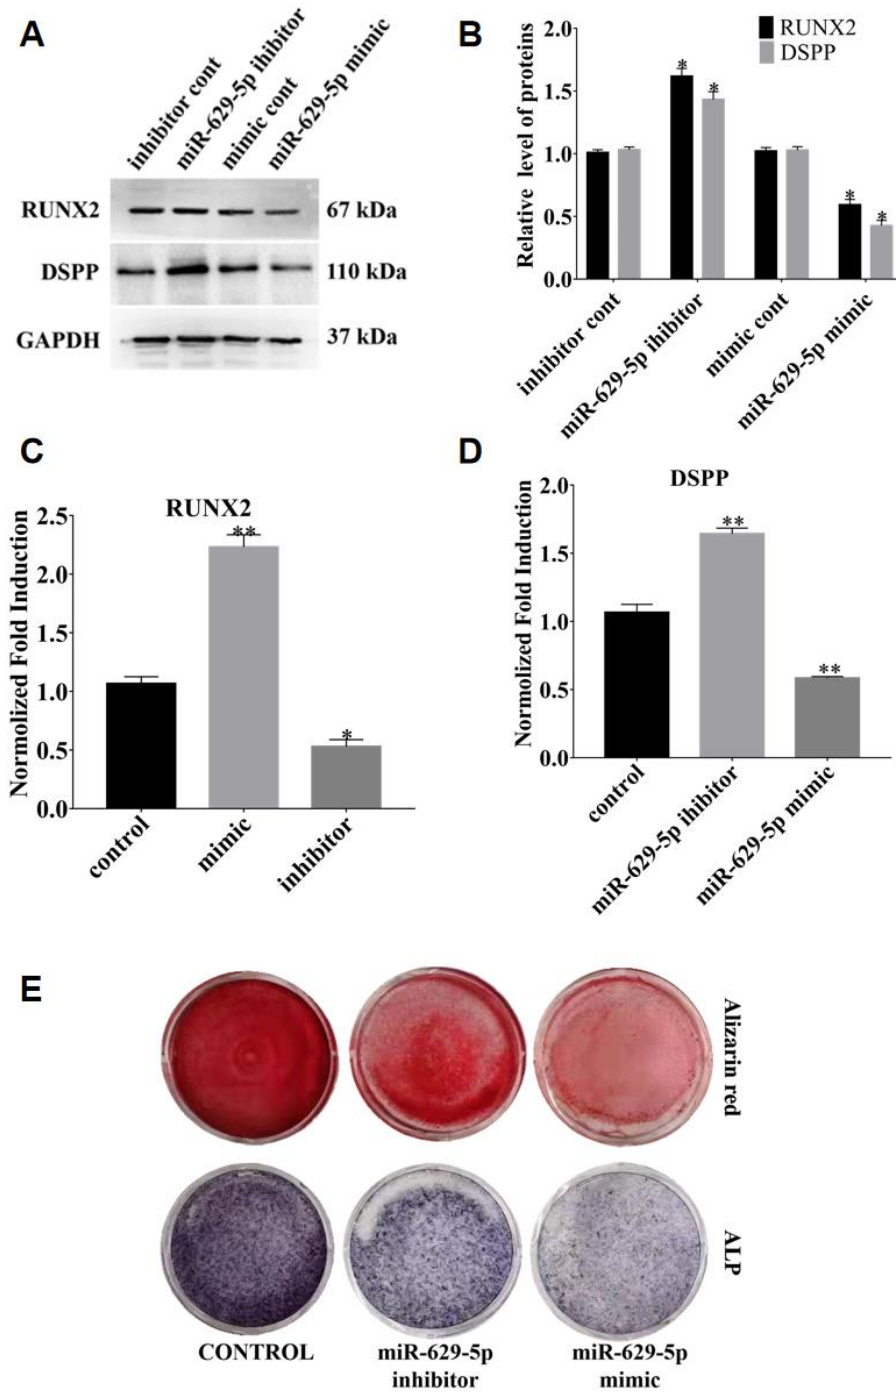 A
inhibitor cont
miR-629-5p ihibitor
mimic cont
miR-629-5p mimic
RUNX2
67 kDa
DSPP
110 kDa
GAPDH
37 kDa
B
RUNX2
DSPP
Relative level of proteins
2.0
1.5
1.0
0.5
0.0
*
*
*
*
inhibitor cont
miR-629-5p ihibitor
mimic cont
miR-629-5p mimic
C
RUNX2
Normolized Fold Induction
2.5
2.0
1.5
1.0
0.5
0.0
**
*
control
mimic
inhibitor
D
DSPP
Normolized Fold Induction
2.0
1.5
1.0
0.5
0.0
**
**
control
miR-629-5p ihibitor
miR-629-5p mimic
E
Alizarin red
ALP
CONTROL
miR-629-5p
inhibitor
miR-629-5p
mimic